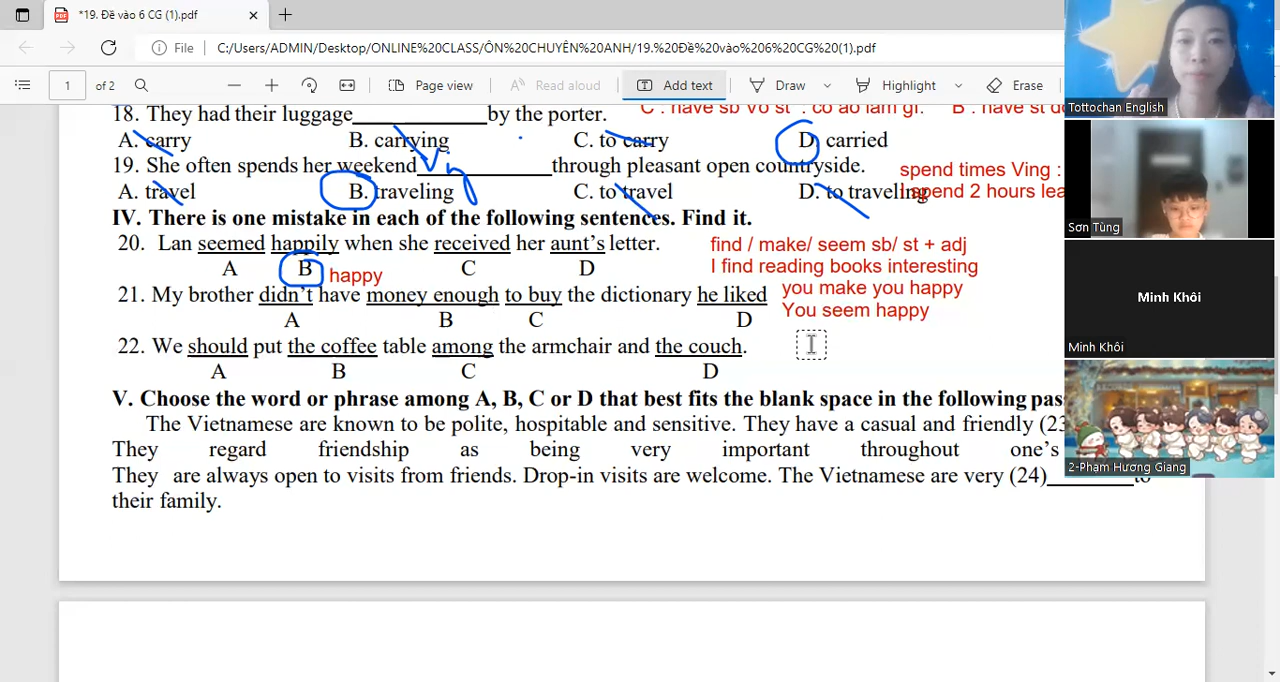 *19. Đề vào 6 CG (1).pdf
File C:/Users/ADMIN/Desktop/ONLINE%20CLASS/ÔN%20CHUYÊN%20ANH/19.%20Đề%20vào%206%20CG%20(1).pdf
1 of 2 Page view Read aloud Add text Draw Highlight Erase
18. They had their luggage__________by the porter.
A. carry B. carrying C. to carry D. carried
Ving
19. She often spends her weekend__________through pleasant open countryside.
spend times Ving :
A. travel B. traveling C. to travel D. to traveling
I spend 2 hours lea
IV. There is one mistake in each of the following sentences. Find it.
20. Lan seemed happily when she received her aunt's letter.
find / make/ seem sb/ st + adj
A B C D
happy
I find reading books interesting
21. My brother didn't have money enough to buy the dictionary he liked
you make you happy
A B C D
You seem happy
22. We should put the coffee table among the armchair and the couch.
A B C D
V. Choose the word or phrase among A, B, C or D that best fits the blank space in the following pas
The Vietnamese are known to be polite, hospitable and sensitive. They have a casual and friendly (23
They regard friendship as being very important throughout one's
They are always open to visits from friends. Drop-in visits are welcome. The Vietnamese are very (24)________to
their family.
Tottochan English
Sơn Tùng
Minh Khôi
Minh Khôi
2-Phạm Hương Giang